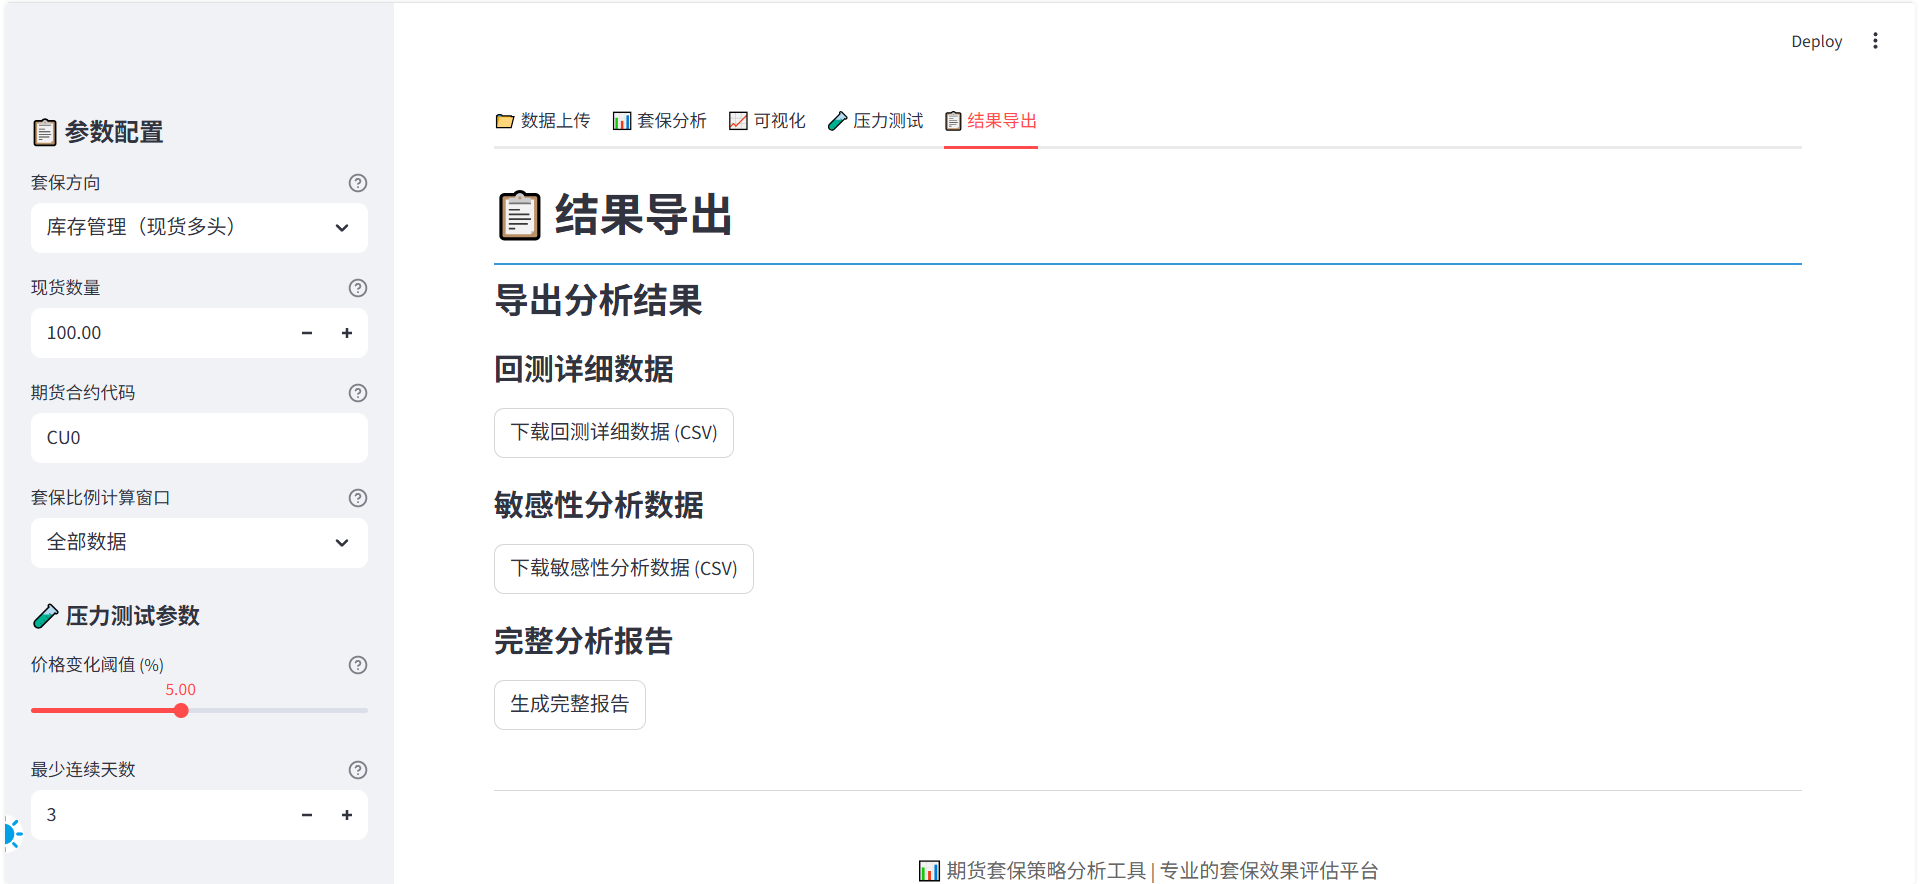 Deploy
参数配置
套保方向
库存管理（现货多头）
现货数量
100.00
期货合约代码
CU0
套保比例计算窗口
全部数据
压力测试参数
价格变化阈值 (%)
5.00
最少连续天数
3
数据上传 套保分析 可视化 压力测试 结果导出
结果导出
导出分析结果
回测详细数据
下载回测详细数据 (CSV)
敏感性分析数据
下载敏感性分析数据 (CSV)
完整分析报告
生成完整报告
期货套保策略分析工具 | 专业的套保效果评估平台